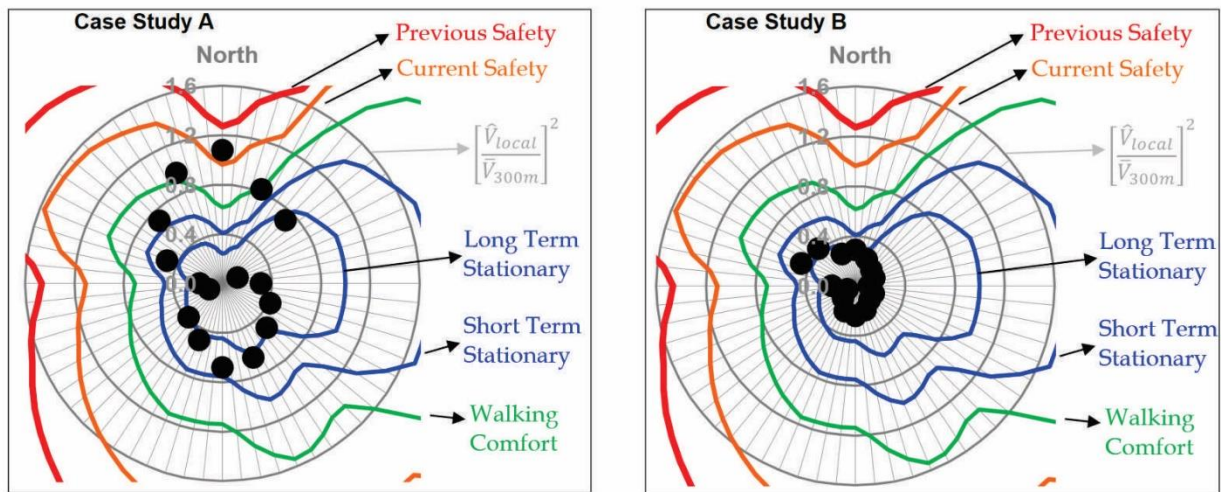 Case Study A
Previous Safety
North
Current Safety
1.6
1.2
0.8
0.4
0.0
[V̂local / V̄300m]²
Long Term
Stationary
Short Term
Stationary
Walking
Comfort
Case Study B
Previous Safety
North
Current Safety
1.6
1.2
0.8
0.4
0.0
[V̂local / V̄300m]²
Long Term
Stationary
Short Term
Stationary
Walking
Comfort